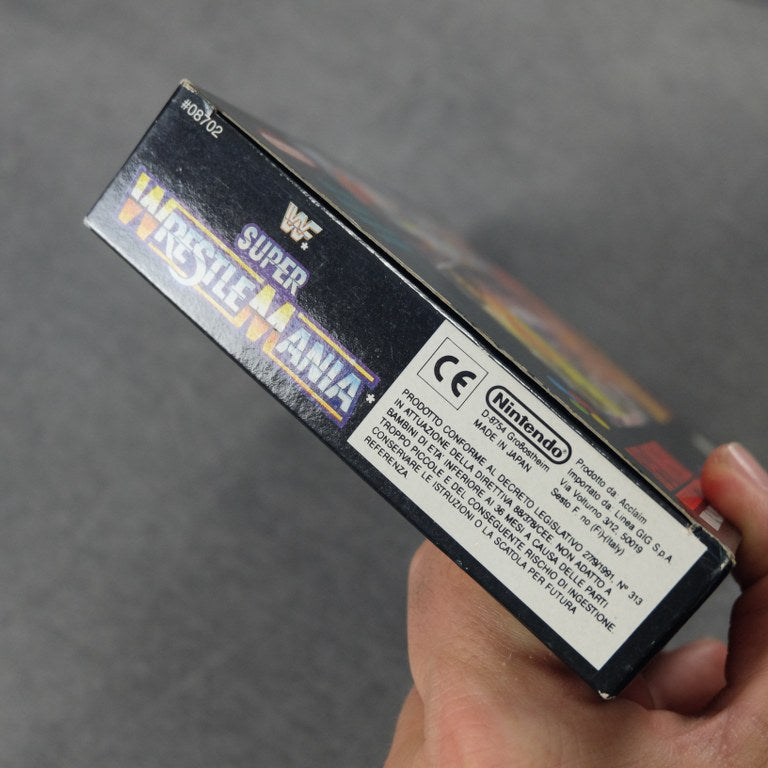 #08702
WF
SUPER
WRESTLEMANIA
CE
Nintendo
D-8754 Großostheim
MADE IN JAPAN
Prodotto da: Acclaim
Importato da: Linea GIG S.p.A
Via Volturno 3/12, 50019
Sesto F. no (FI)-(Italy)
PRODOTTO CONFORME AL DECRETO LEGISLATIVO 27/9/1991, N° 313
IN ATTUAZIONE DELLA DIRETTIVA 88/378/CEE. NON ADATTO A
BAMBINI DI ETA' INFERIORE AI 36 MESI A CAUSA DELLE PARTI
TROPPO PICCOLE E DEL CONSEGUENTE RISCHIO DI INGESTIONE.
CONSERVARE LE ISTRUZIONI O LA SCATOLA PER FUTURA
REFERENZA